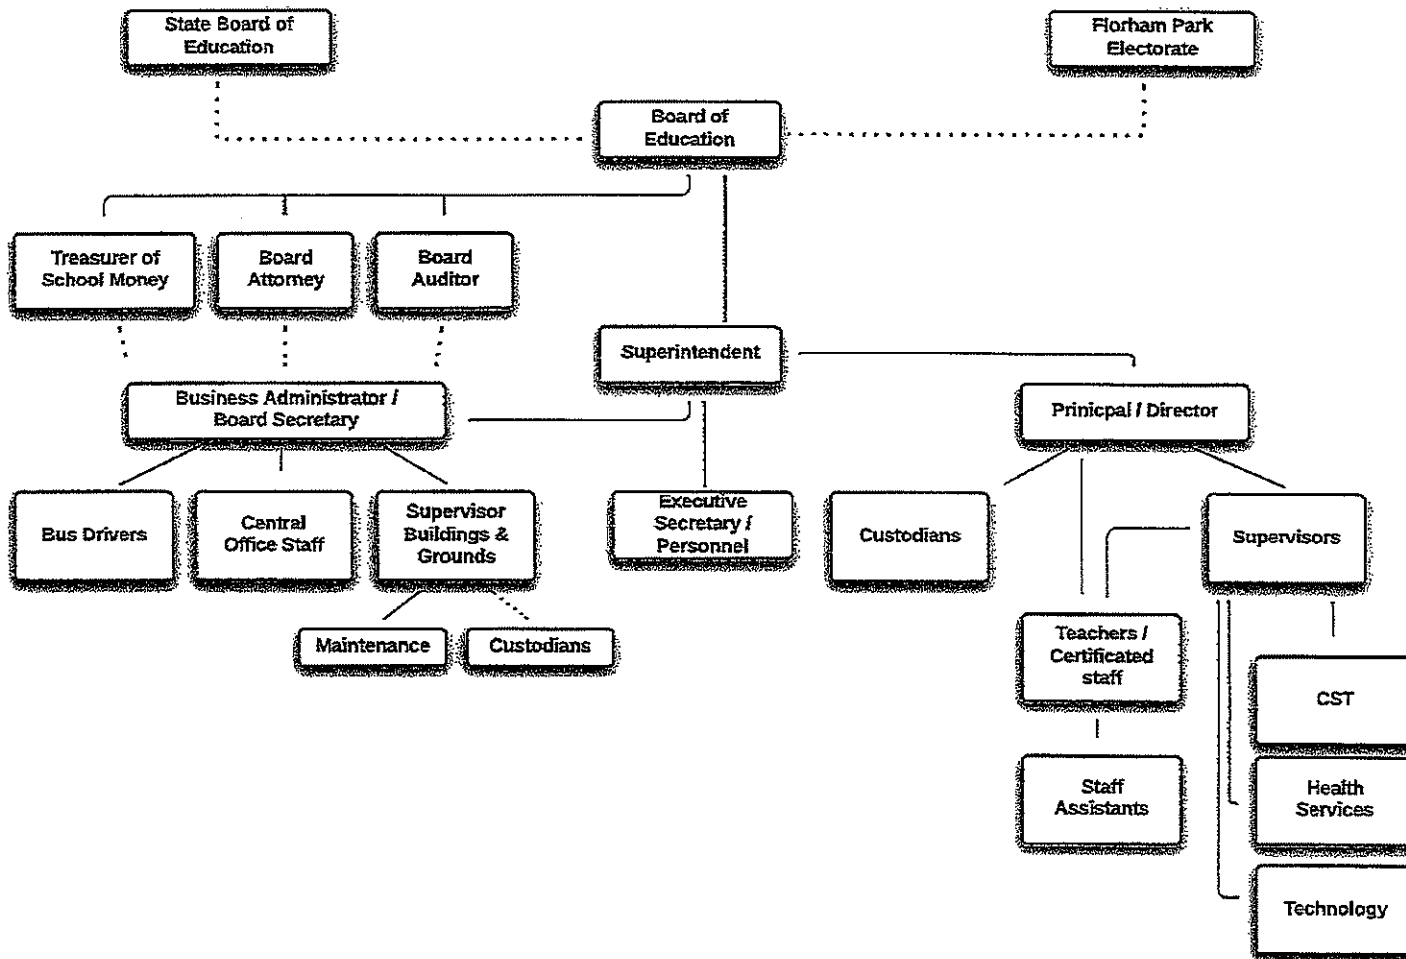 State Board of
Education
Florham Park
Electorate
Board of
Education
Treasurer of
School Money
Board
Attorney
Board
Auditor
Superintendent
Business Administrator /
Board Secretary
Prinicpal / Director
Bus Drivers
Central
Office Staff
Supervisor
Buildings &
Grounds
Executive
Secretary /
Personnel
Custodians
Supervisors
Maintenance
Custodians
Teachers /
Certificated
staff
CST
Staff
Assistants
Health
Services
Technology